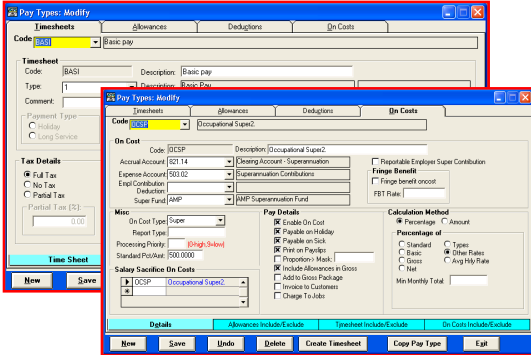 Pay Types: Modify
Timesheets Allowances Deductions On Costs
Code BASI Basic pay
Timesheet
Code: BASI Description: Basic pay
Type: 1 Description: Basic Pay
Comment:
Payment Type
Holiday
Long Service
Tax Details
Full Tax
No Tax
Partial Tax
Partial Tax (%):
0.00
Time Sheet
New Save
Pay Types: Modify
Timesheets Allowances Deductions On Costs
Code OCSP Occupational Super2.
On Cost
Code: OCSP Description: Occupational Super2.
Accrual Account: 821.14 Clearing Account - Superannuation Reportable Employer Super Contribution
Expense Account: 503.02 Superannuation Contributions Fringe Benefit
Empl Contribution Deduction: Fringe benefit oncost
Super Fund: AMP AMP Superannuation Fund FBT Rate:
Misc Pay Details Calculation Method
On Cost Type: Super Enable On Cost Percentage Amount
Report Type: Payable on Holiday Percentage of
Processing Priority: (0=high,9=low) Payable on Sick Standard Types
Standard Pct/Amt: 500.0000 Print on Payslips Basic Other Rates
Proportion-> Mask: Gross Avg Hrly Rate
Salary Sacrifice On Costs Include Allowances in Gross Net
OCSP Occupational Super2. Add to Gross Package Min Monthly Total:
Invoice to Customers
Charge To Jobs
Details Allowances Include/Exclude Timesheet Include/Exclude On Costs Include/Exclude
New Save Undo Delete Create Timesheet Copy Pay Type Exit